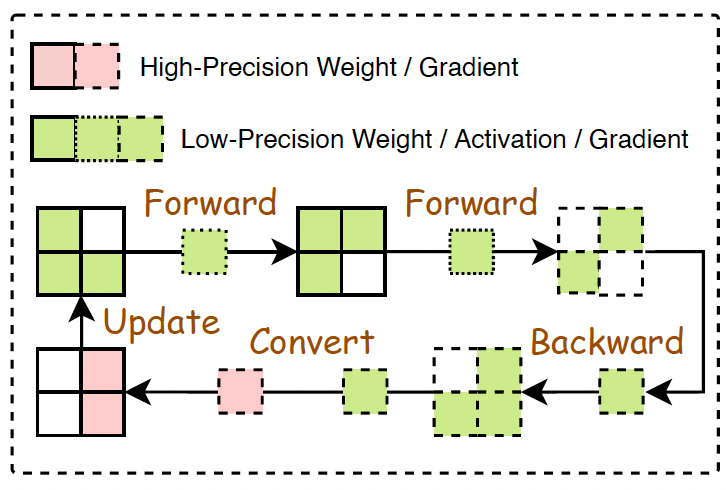 High-Precision Weight / Gradient
Low-Precision Weight / Activation / Gradient
Forward
Forward
Update
Convert
Backward